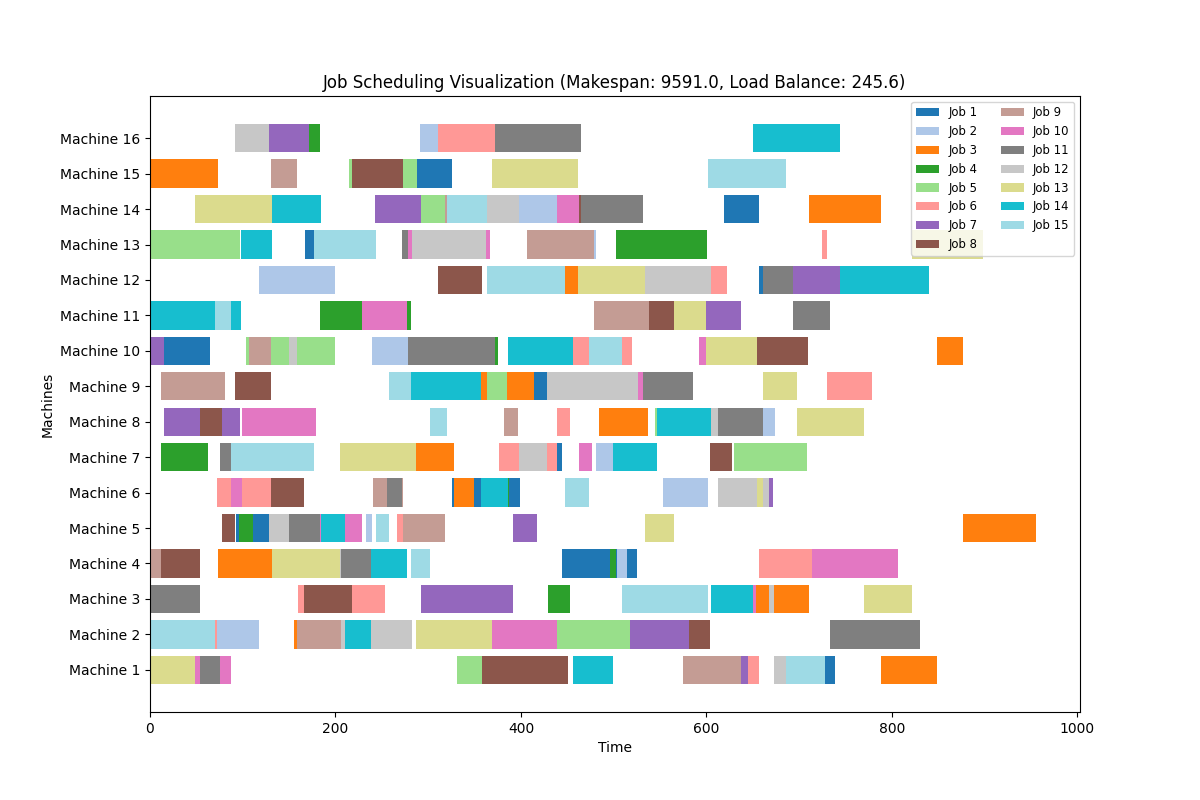 Job Scheduling Visualization (Makespan: 9591.0, Load Balance: 245.6)
Job 1
Job 2
Job 3
Job 4
Job 5
Job 6
Job 7
Job 8
Job 9
Job 10
Job 11
Job 12
Job 13
Job 14
Job 15
Machines
Machine 16
Machine 15
Machine 14
Machine 13
Machine 12
Machine 11
Machine 10
Machine 9
Machine 8
Machine 7
Machine 6
Machine 5
Machine 4
Machine 3
Machine 2
Machine 1
0 200 400 600 800 1000
Time